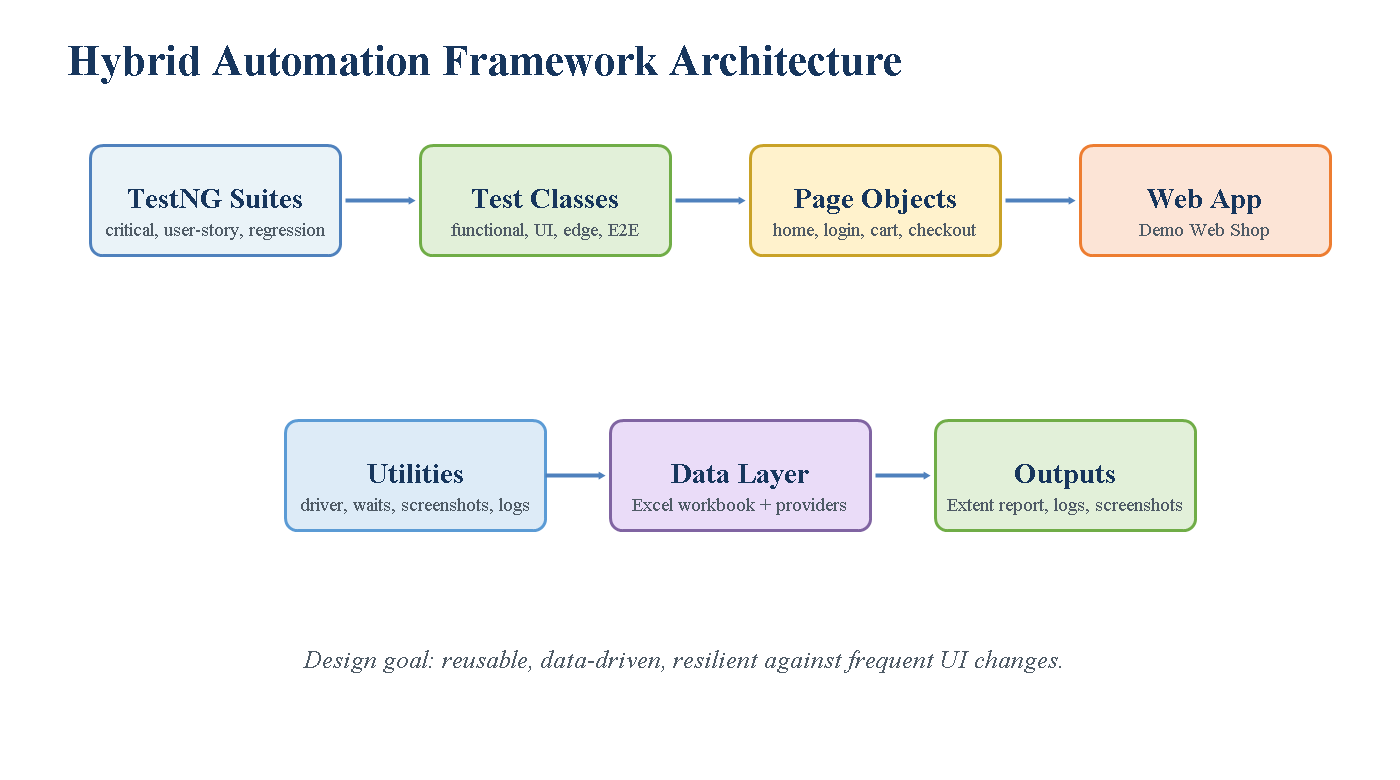 Hybrid Automation Framework Architecture
TestNG Suites
critical, user-story, regression
Test Classes
functional, UI, edge, E2E
Page Objects
home, login, cart, checkout
Web App
Demo Web Shop
Utilities
driver, waits, screenshots, logs
Data Layer
Excel workbook + providers
Outputs
Extent report, logs, screenshots
Design goal: reusable, data-driven, resilient against frequent UI changes.